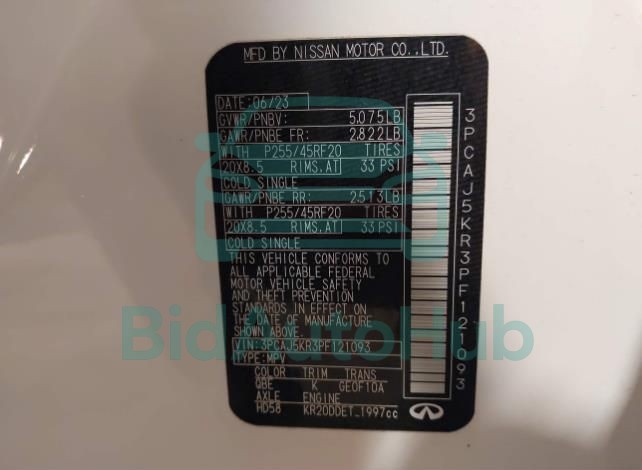 MFD BY NISSAN MOTOR CO.,LTD.
DATE: 06/23
GVWR/PNBV: 5,075LB
GAWR/PNBE FR: 2,822LB
WITH P255/45RF20 TIRES
20X8.5 RIMS.AT 33 PSI
COLD SINGLE
GAWR/PNBE RR: 2,513LB
WITH P255/45RF20 TIRES
20X8.5 RIMS.AT 33 PSI
COLD SINGLE
THIS VEHICLE CONFORMS TO
ALL APPLICABLE FEDERAL
MOTOR VEHICLE SAFETY
AND THEFT PREVENTION
STANDARDS IN EFFECT ON
THE DATE OF MANUFACTURE
SHOWN ABOVE.
VIN: 3PCAJ5KR3PF121093
TYPE: MPV
COLOR TRIM TRANS
QBE K GE0F10A
AXLE ENGINE
HD58 KR20DDET_1997cc
3PCAJ5KR3PF121093
BidAutoHub